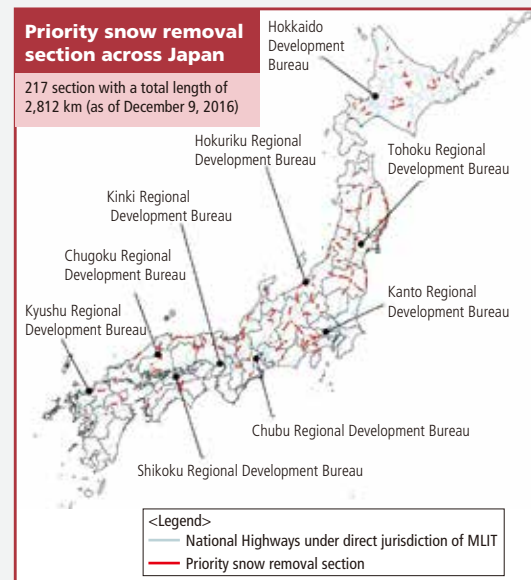 Priority snow removal
section across Japan
217 section with a total length of
2,812 km (as of December 9, 2016)
Hokkaido
Development
Bureau
Hokuriku Regional
Development Bureau
Tohoku Regional
Development Bureau
Kinki Regional
Development Bureau
Chugoku Regional
Development Bureau
Kanto Regional
Development Bureau
Kyushu Regional
Development Bureau
Chubu Regional Development Bureau
Shikoku Regional Development Bureau
<Legend>
National Highways under direct jurisdiction of MLIT
Priority snow removal section